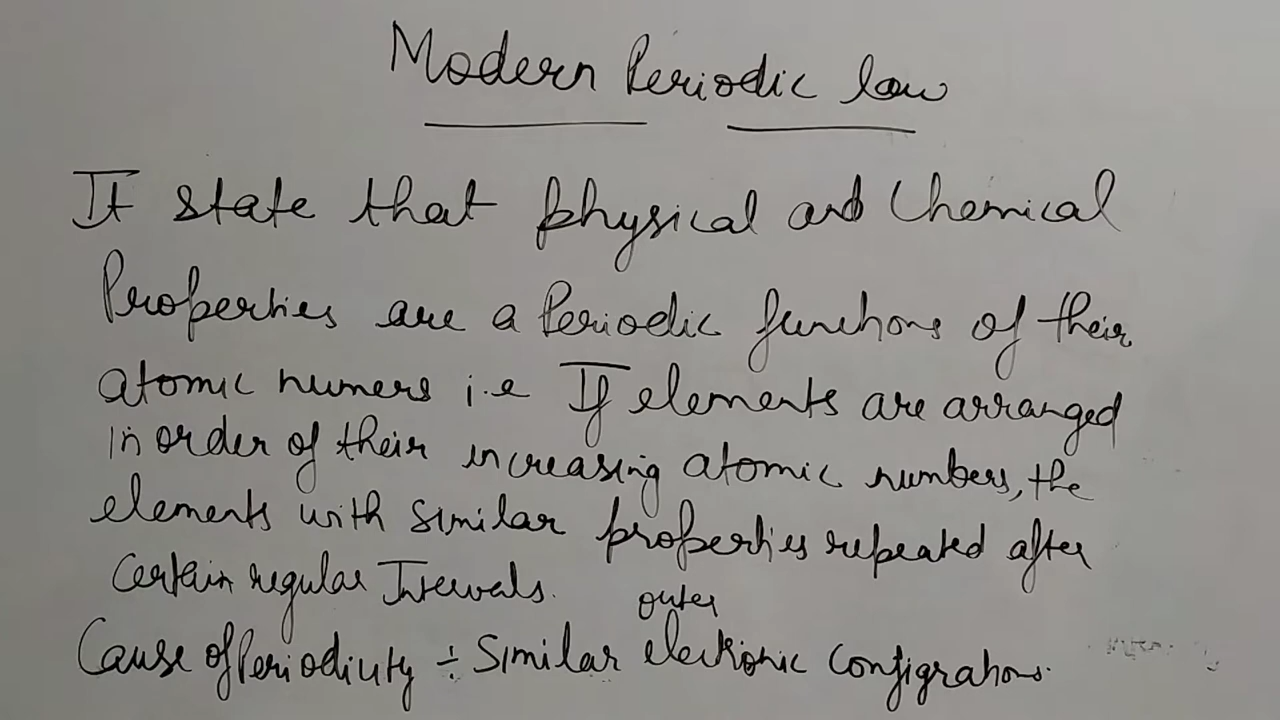 Modern Periodic law
It state that physical and Chemical
Properties are a Periodic functions of their
atomic numers i.e If elements are arranged
in order of their increasing atomic numbers, the
elements with similar properties repeated after
certain regular Intervals.
outer
Cause of Periodicity ÷ Similar electronic configrations.